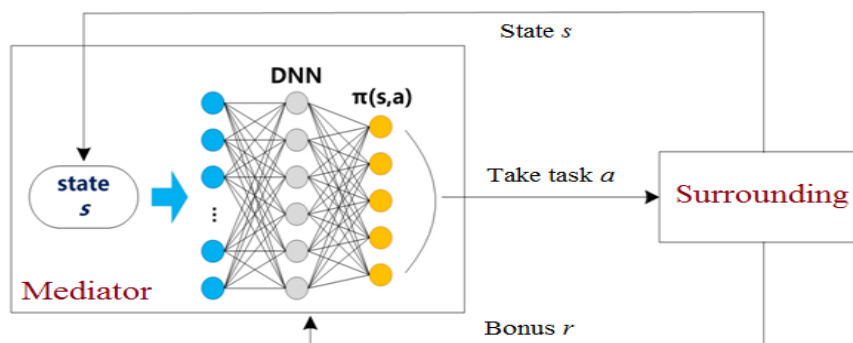 State s
DNN
π(s,a)
state
s
...
Take task a
Surrounding
Mediator
Bonus r